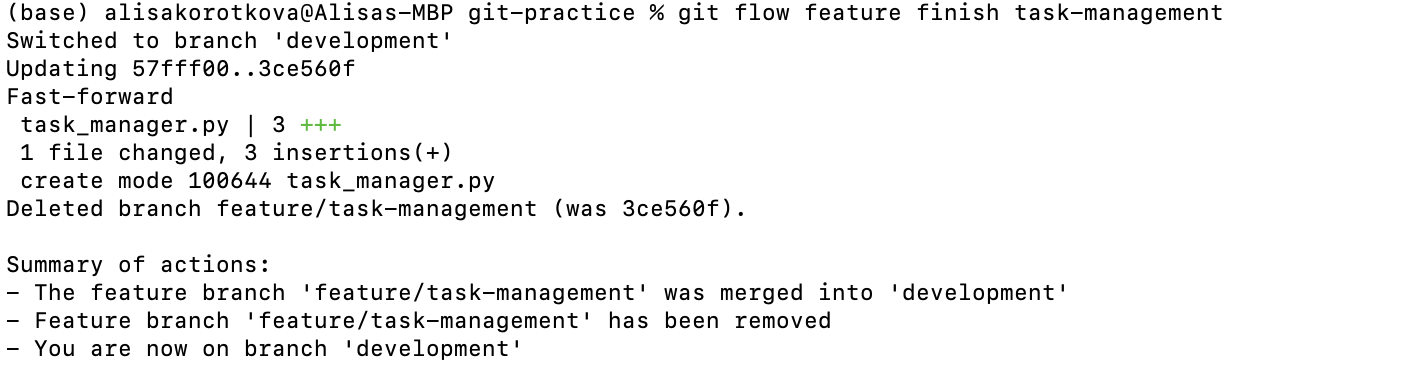 (base) alisakorotkova@Alisas-MBP git-practice % git flow feature finish task-management
Switched to branch 'development'
Updating 57fff00..3ce560f
Fast-forward
 task_manager.py | 3 +++
 1 file changed, 3 insertions(+)
 create mode 100644 task_manager.py
Deleted branch feature/task-management (was 3ce560f).

Summary of actions:
- The feature branch 'feature/task-management' was merged into 'development'
- Feature branch 'feature/task-management' has been removed
- You are now on branch 'development'